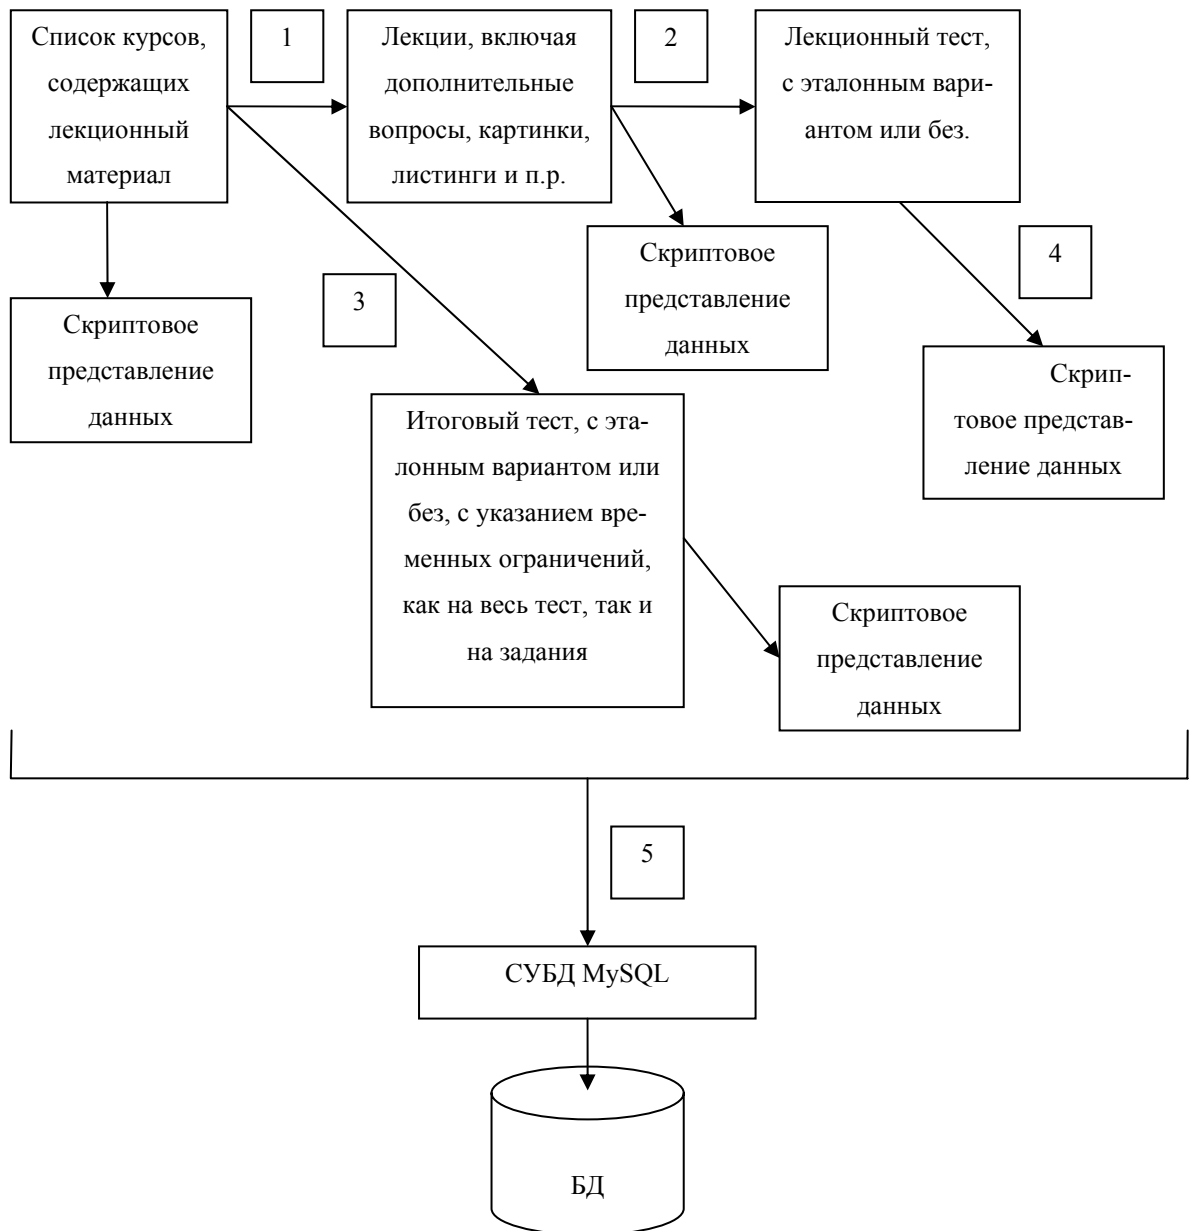 Список курсов,
содержащих
лекционный
материал
1
Лекции, включая
дополнительные
вопросы, картинки,
листинги и п.р.
2
Лекционный тест,
с эталонным вари-
антом или без.
Скриптовое
представление
данных
3
Скриптовое
представление
данных
4
Скрип-
товое представ-
ление данных
Итоговый тест, с эта-
лонным вариантом или
без, с указанием вре-
менных ограничений,
как на весь тест, так и
на задания
Скриптовое
представление
данных
5
СУБД MySQL
БД